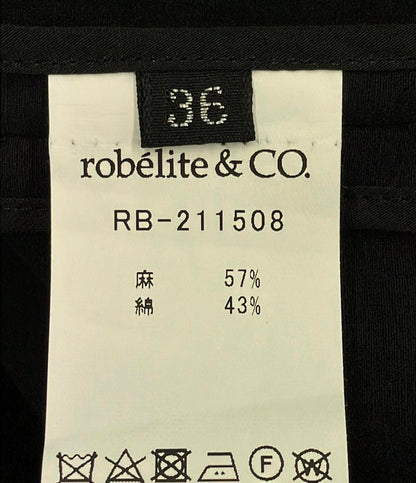 36
robélite & CO.
RB-211508
麻 57%
綿 43%
F W